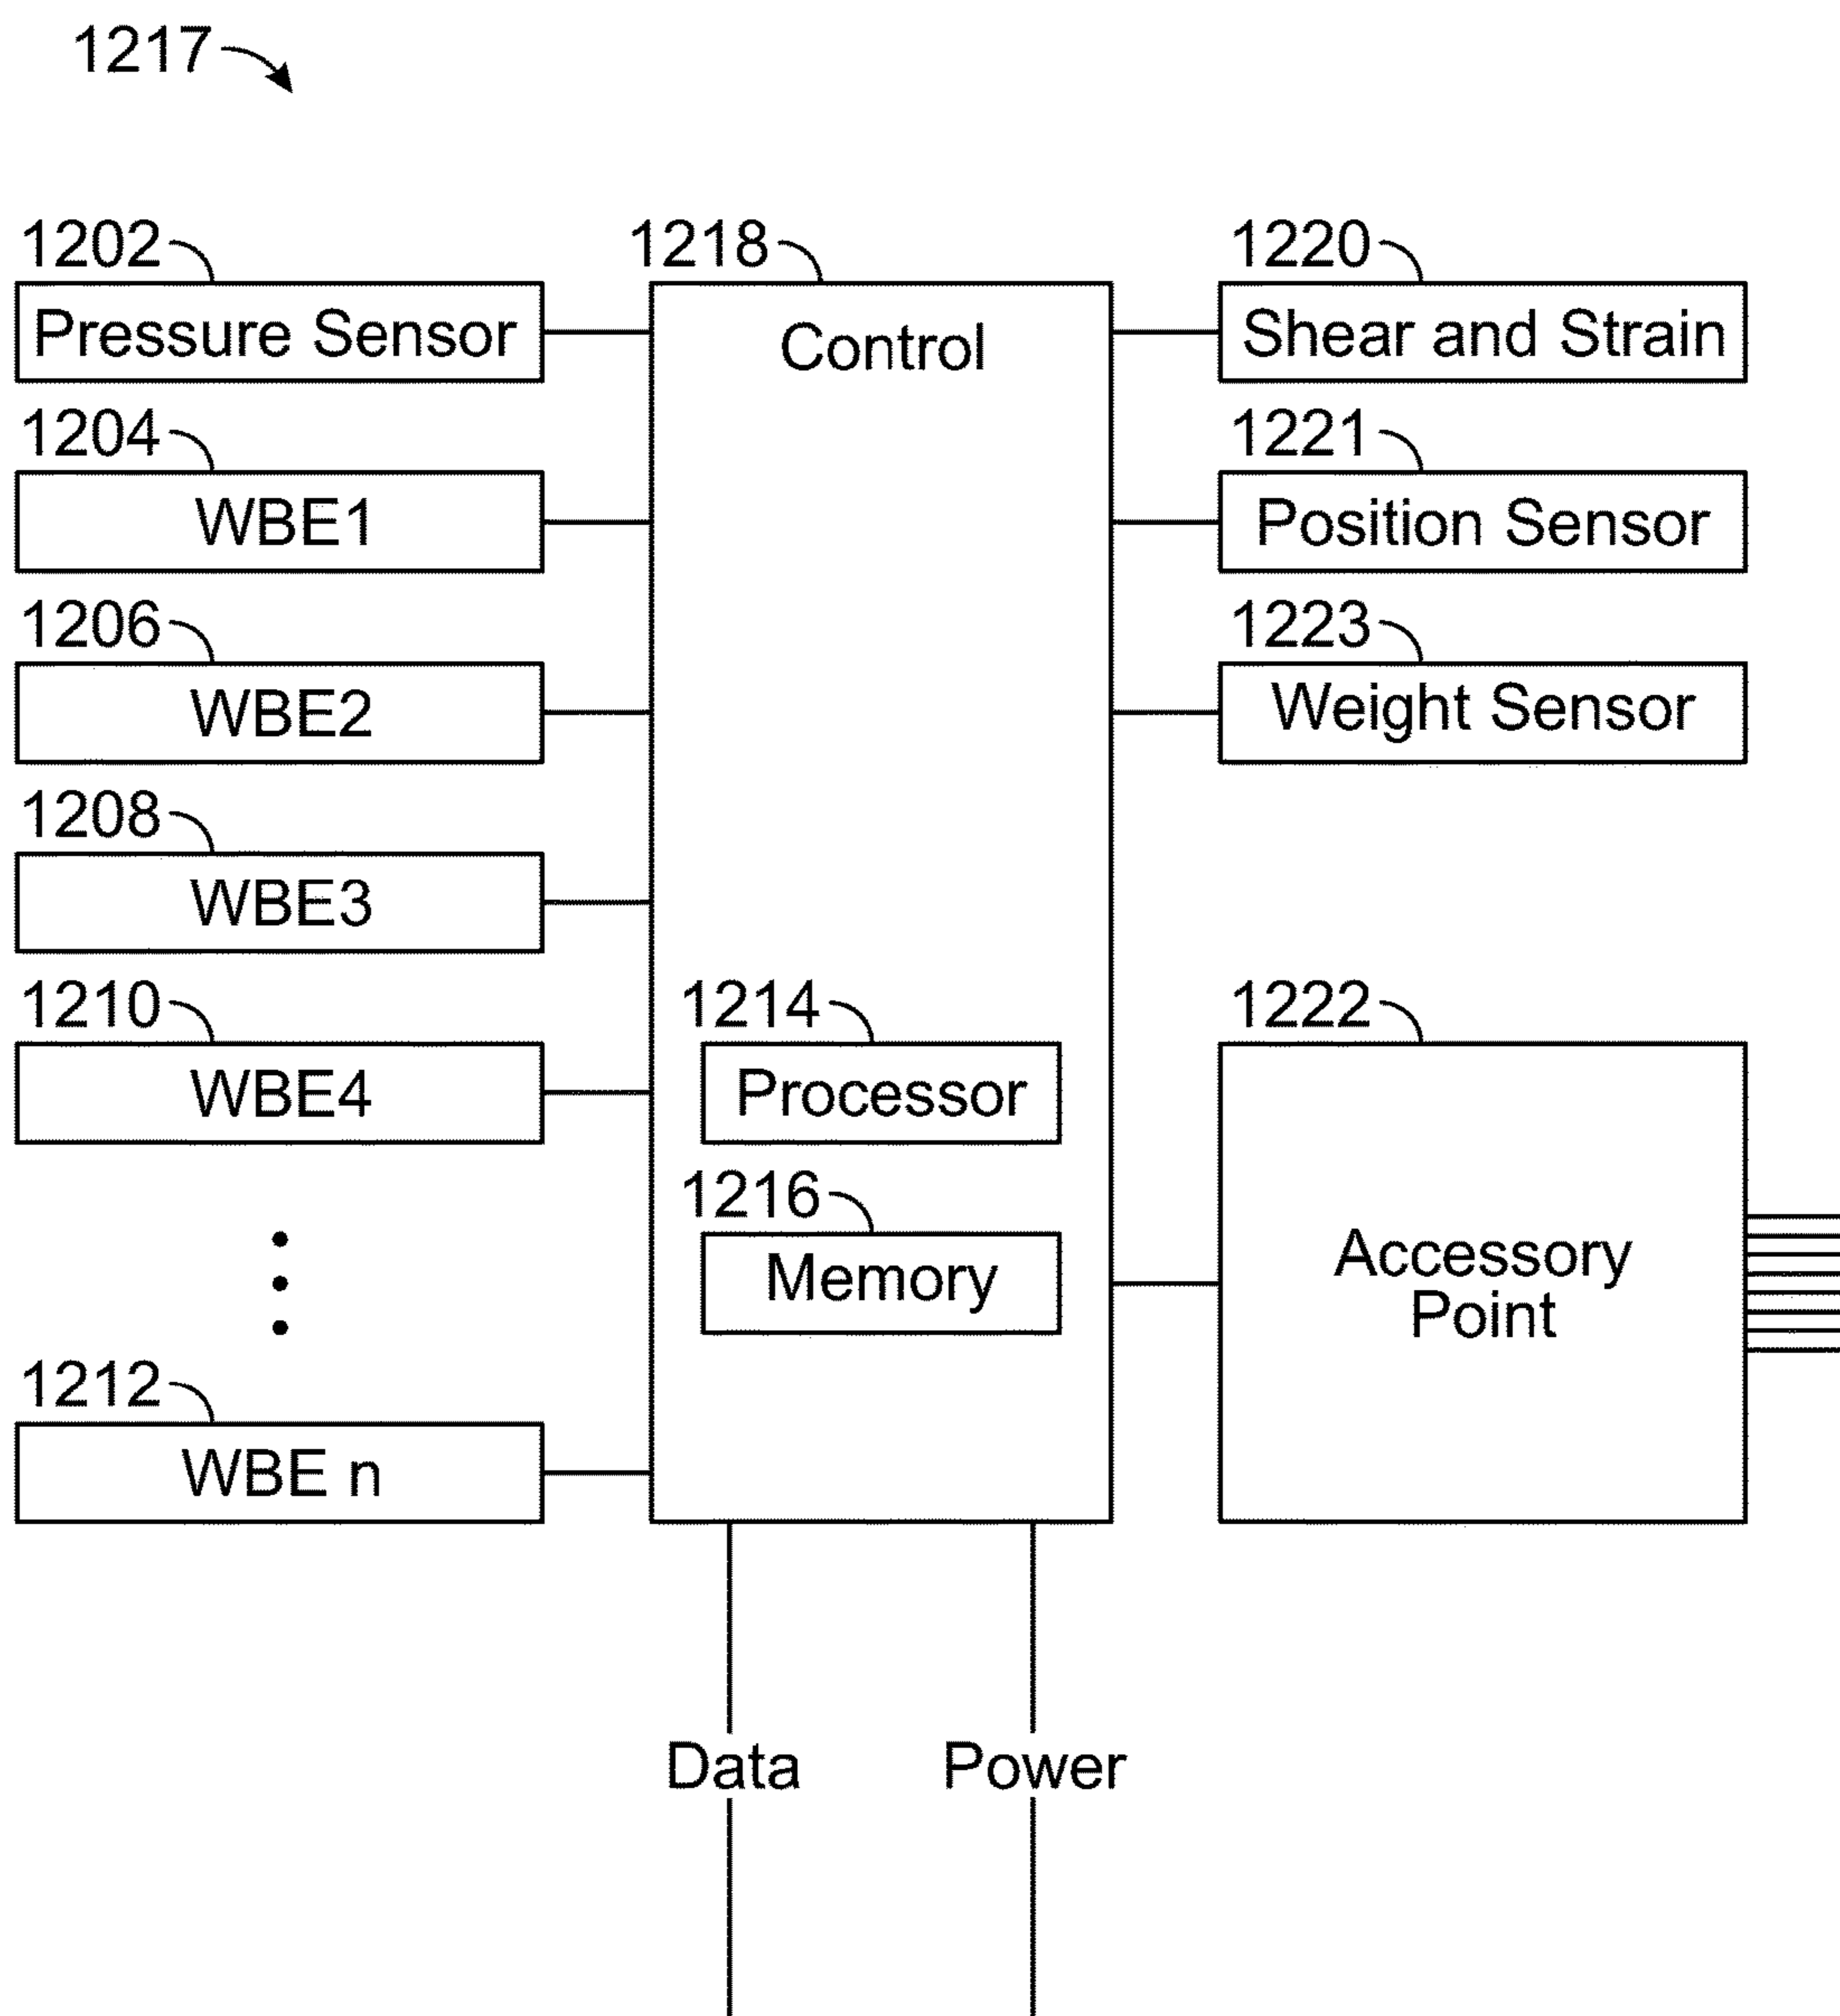 1217
1202
Pressure Sensor
1204
WBE1
1206
WBE2
1208
WBE3
1210
WBE4
1212
WBE n
1218
Control
1214
Processor
1216
Memory
Data
Power
1220
Shear and Strain
1221
Position Sensor
1223
Weight Sensor
1222
Accessory
Point